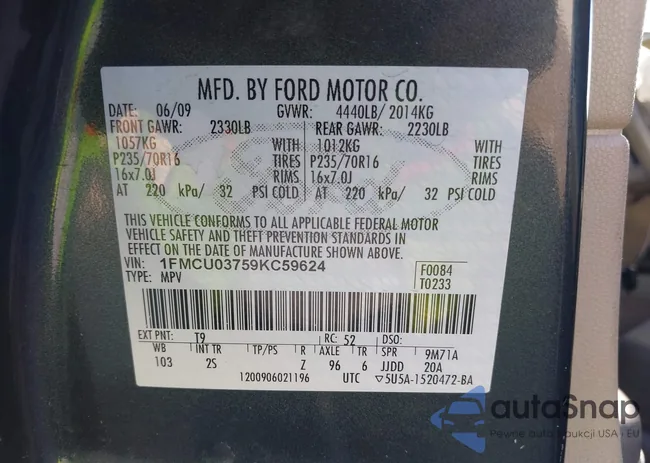 MFD. BY FORD MOTOR CO.
DATE: 06/09 GVWR: 4440LB/ 2014KG
FRONT GAWR: 2330LB REAR GAWR: 2230LB
1057KG 1012KG
P235/70R16 TIRES P235/70R16 TIRES
16x7.0J RIMS 16x7.0J RIMS
AT 220 kPa/ 32 PSI COLD AT 220 kPa/ 32 PSI COLD
THIS VEHICLE CONFORMS TO ALL APPLICABLE FEDERAL MOTOR
VEHICLE SAFETY AND THEFT PREVENTION STANDARDS IN
EFFECT ON THE DATE OF MANUFACTURE SHOWN ABOVE.
VIN: 1FMCU03759KC59624 F0084
TYPE: MPV T0233
EXT PNT: T9 RC: 52 DSO:
WB INT TR TP/PS R AXLE TR SPR 9M71A
103 2S Z 96 6 JJDD 20A
1200906021196 UTC ▽5U5A-1520472-BA
autoSnap
Pewne auta z aukcji USA - EU